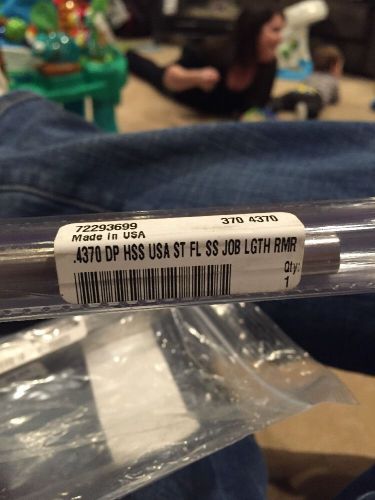 72293699 370 4370
Made in USA
.4370 DP HSS USA ST FL SS JOB LGTH RMR
Qty:
1